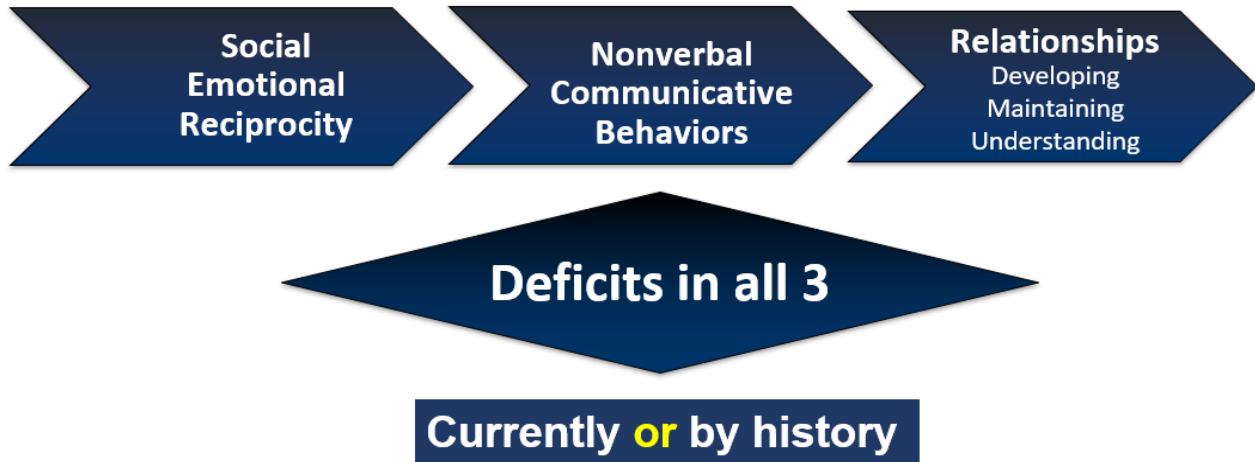 Social
Emotional
Reciprocity
Nonverbal
Communicative
Behaviors
Relationships
Developing
Maintaining
Understanding
Deficits in all 3
Currently or by history